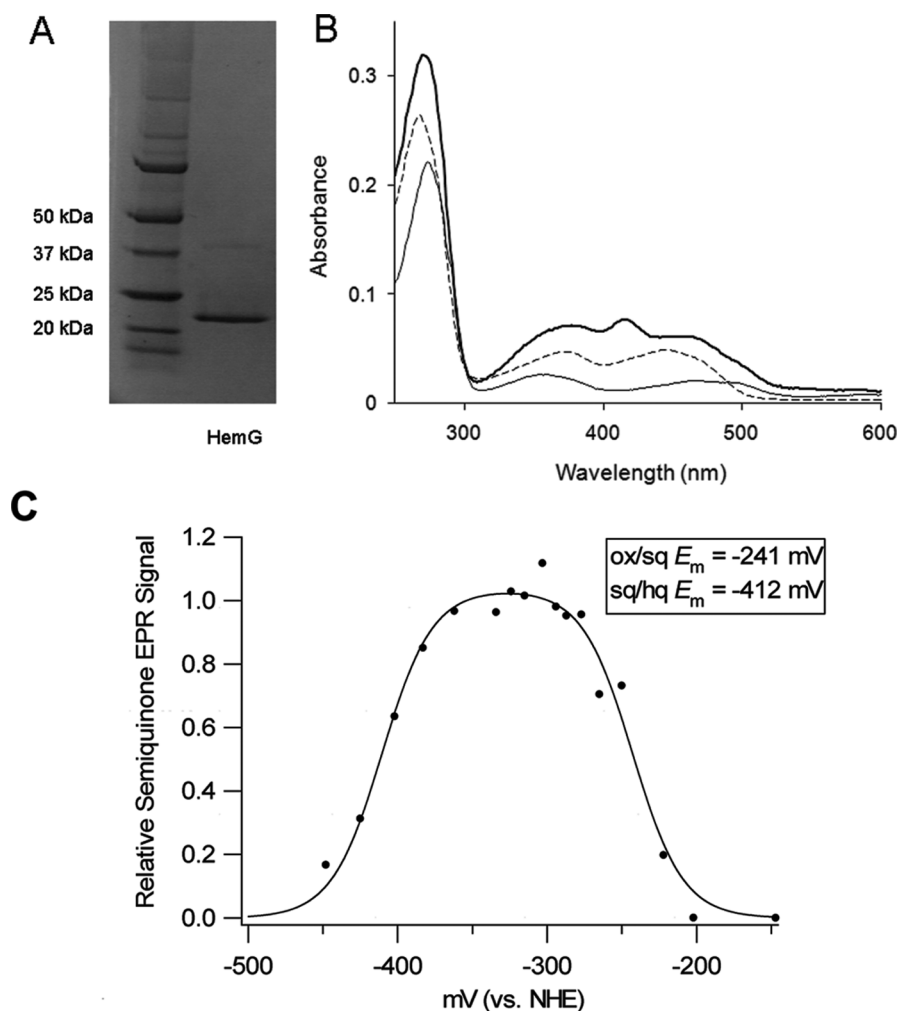 A
50 kDa
37 kDa
25 kDa
20 kDa
HemG
B
Absorbance
0.3
0.2
0.1
0
300 400 500 600
Wavelength (nm)
C
Relative Semiquinone EPR Signal
1.2
1.0
0.8
0.6
0.4
0.2
0.0
ox/sq Em = -241 mV
sq/hq Em = -412 mV
-500 -400 -300 -200
mV (vs. NHE)